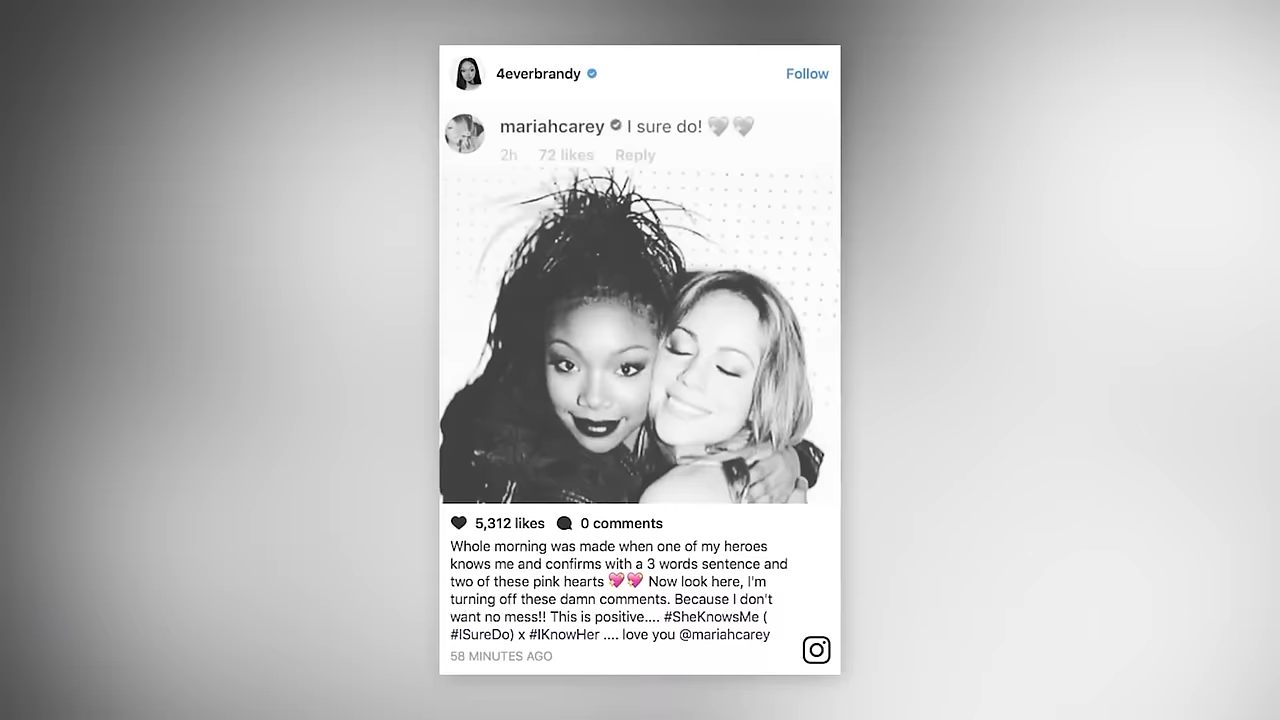 4everbrandy Follow
mariahcarey I sure do! 💖💖
2h 72 likes Reply
5,312 likes 0 comments
Whole morning was made when one of my heroes
knows me and confirms with a 3 words sentence and
two of these pink hearts 💖💖 Now look here, I'm
turning off these damn comments. Because I don't
want no mess!! This is positive.... #SheKnowsMe (
#ISureDo) x #IKnowHer .... love you @mariahcarey
58 MINUTES AGO